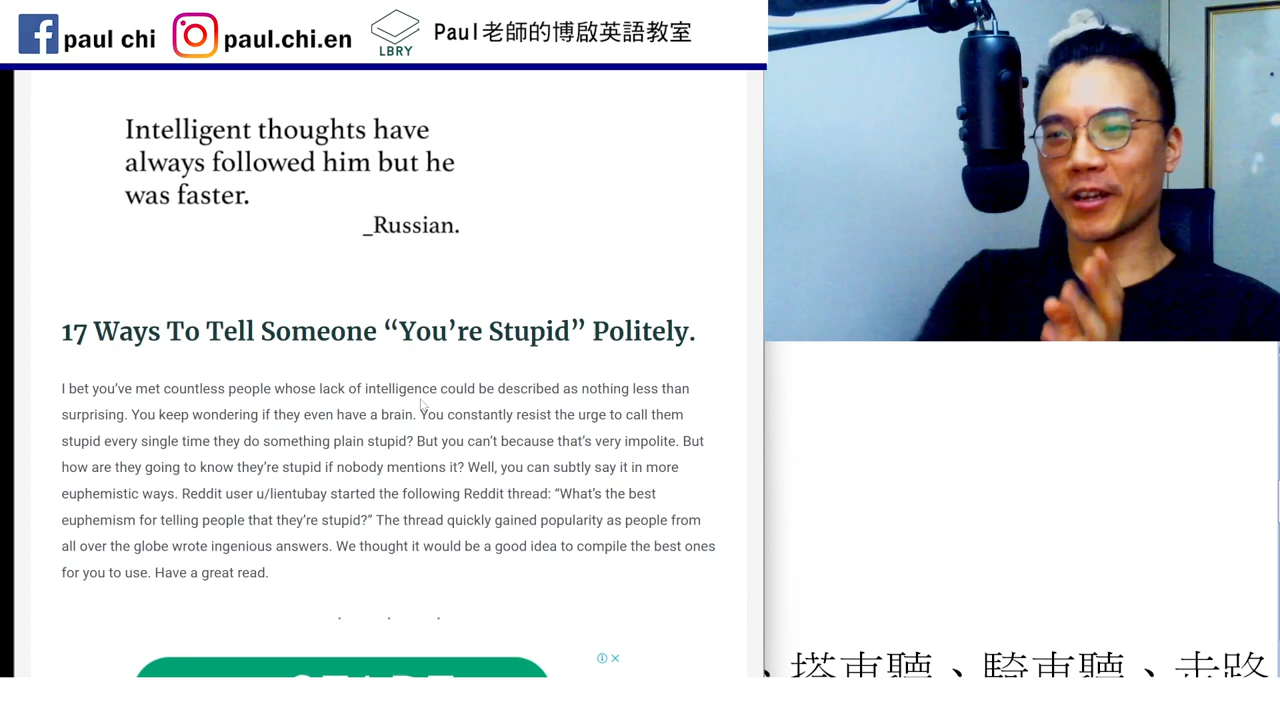 paul chi
paul.chi.en
LBRY
Paul老師的博啟英語教室
Intelligent thoughts have
always followed him but he
was faster.
_Russian.
17 Ways To Tell Someone “You’re Stupid” Politely.
I bet you’ve met countless people whose lack of intelligence could be described as nothing less than
surprising. You keep wondering if they even have a brain. You constantly resist the urge to call them
stupid every single time they do something plain stupid? But you can’t because that’s very impolite. But
how are they going to know they’re stupid if nobody mentions it? Well, you can subtly say it in more
euphemistic ways. Reddit user u/lientubay started the following Reddit thread: “What’s the best
euphemism for telling people that they’re stupid?” The thread quickly gained popularity as people from
all over the globe wrote ingenious answers. We thought it would be a good idea to compile the best ones
for you to use. Have a great read.
. . .
、搭車聽、騎車聽、走路